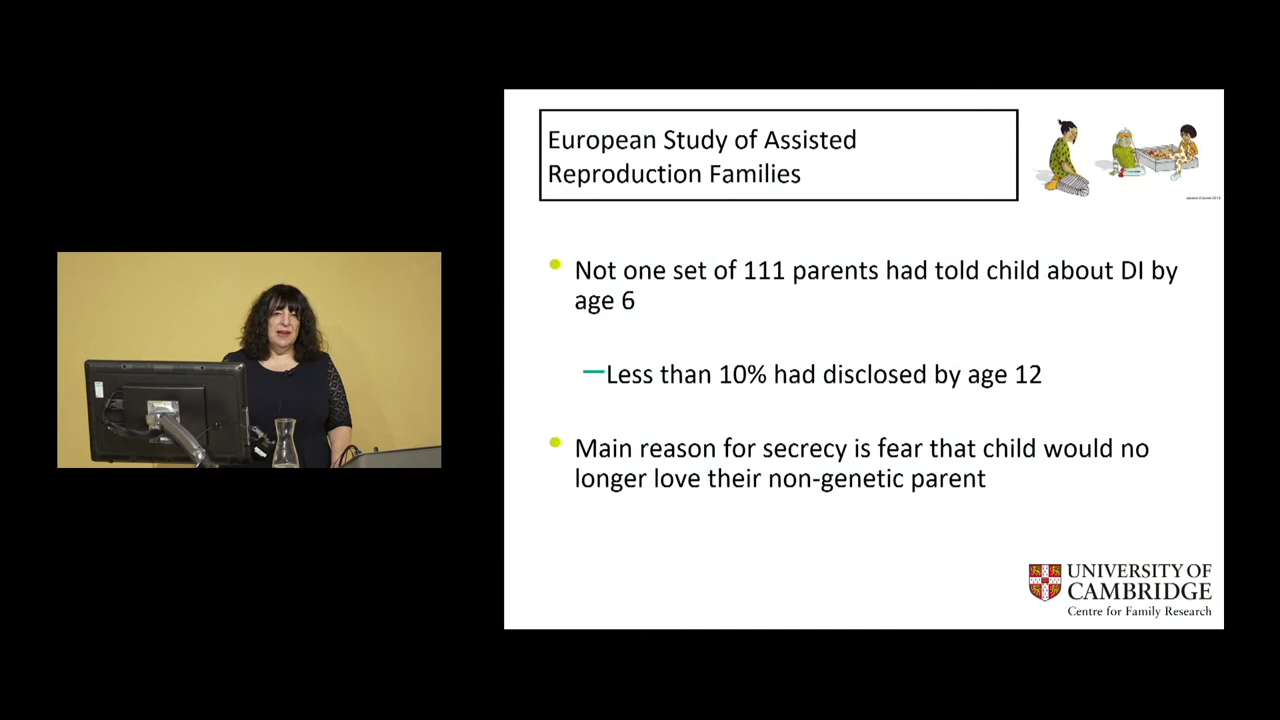 European Study of Assisted
Reproduction Families
Not one set of 111 parents had told child about DI by
age 6
Less than 10% had disclosed by age 12
Main reason for secrecy is fear that child would no
longer love their non-genetic parent
UNIVERSITY OF
CAMBRIDGE
Centre for Family Research